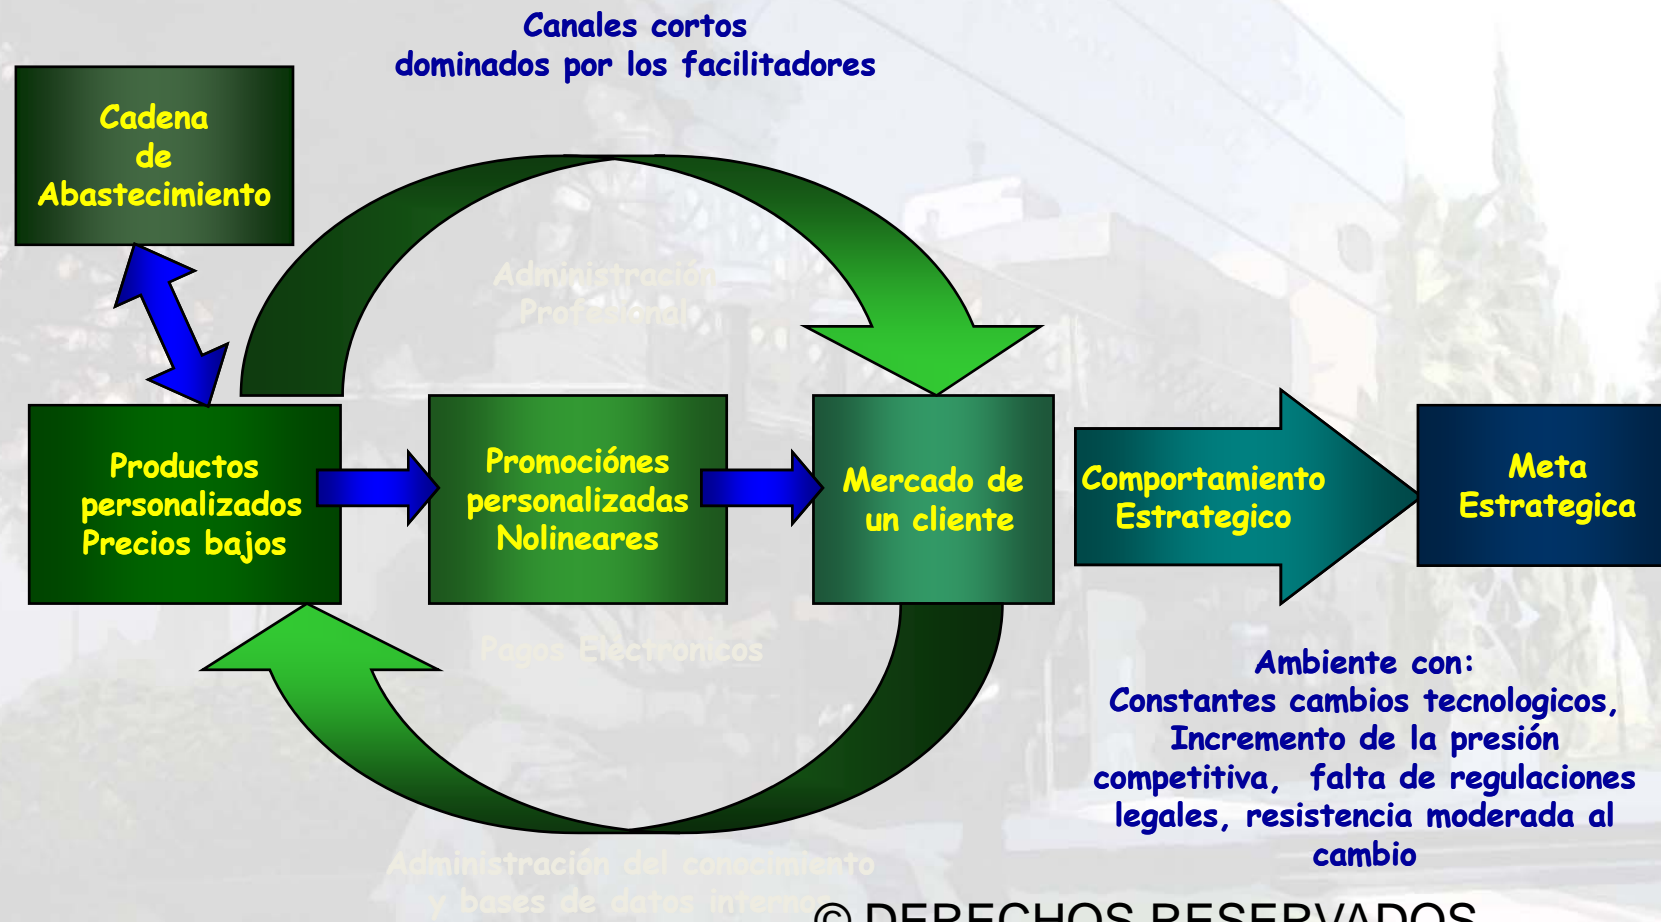 Canales cortos
dominados por los facilitadores
Cadena
de
Abastecimiento
Administración
Profesional
Productos
personalizados
Precios bajos
Promociónes
personalizadas
Nolineares
Mercado de
un cliente
Comportamiento
Estrategico
Meta
Estrategica
Pagos Electronicos
Ambiente con:
Constantes cambios tecnologicos,
Incremento de la presión
competitiva, falta de regulaciones
legales, resistencia moderada al
cambio
Administración del conocimiento
y bases de datos internas
© DERECHOS RESERVADOS